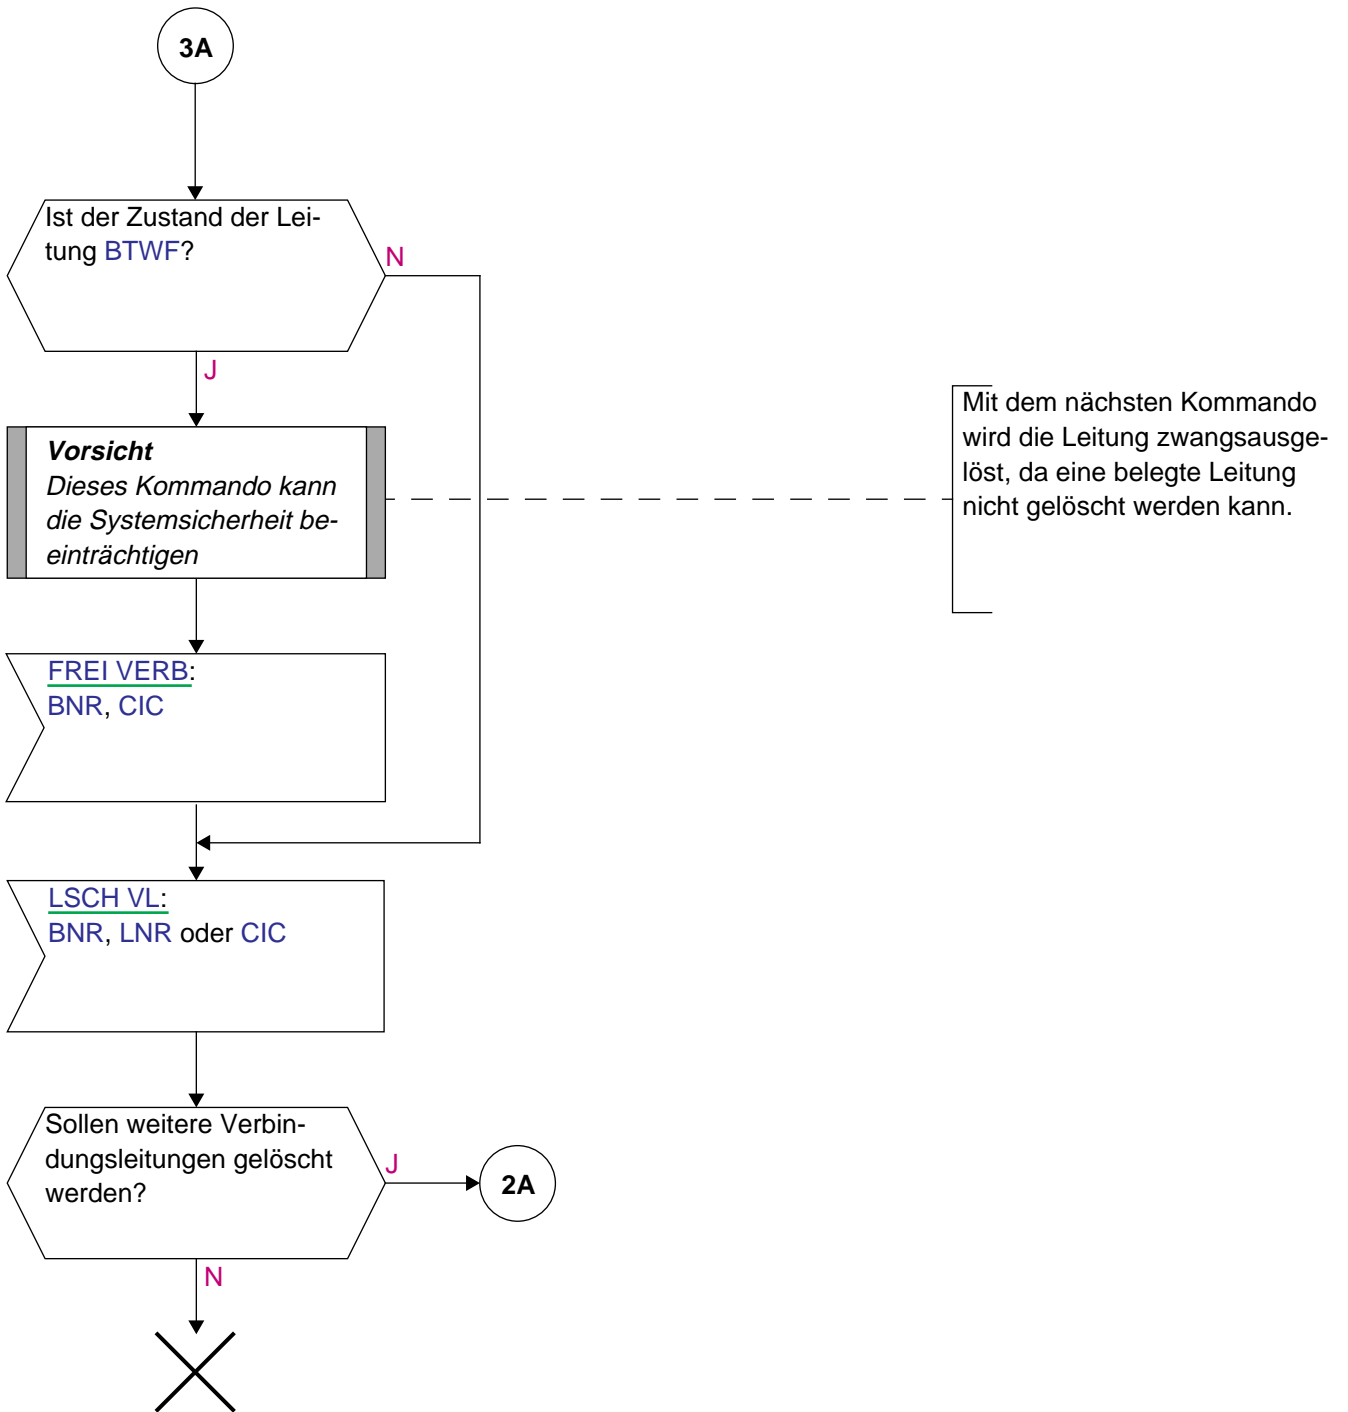 3A
Ist der Zustand der Lei-
tung BTWF?
N
J
Vorsicht
Dieses Kommando kann
die Systemsicherheit be-
einträchtigen
Mit dem nächsten Kommando
wird die Leitung zwangsausge-
löst, da eine belegte Leitung
nicht gelöscht werden kann.
FREI VERB:
BNR, CIC
LSCH VL:
BNR, LNR oder CIC
Sollen weitere Verbin-
dungsleitungen gelöscht
werden?
J
2A
N